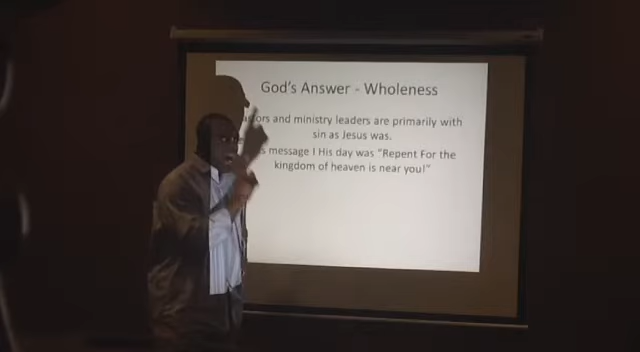 God's Answer - Wholeness
and ministry leaders are primarily with
sin as Jesus was.
message I His day was "Repent For the
kingdom of heaven is near you!"